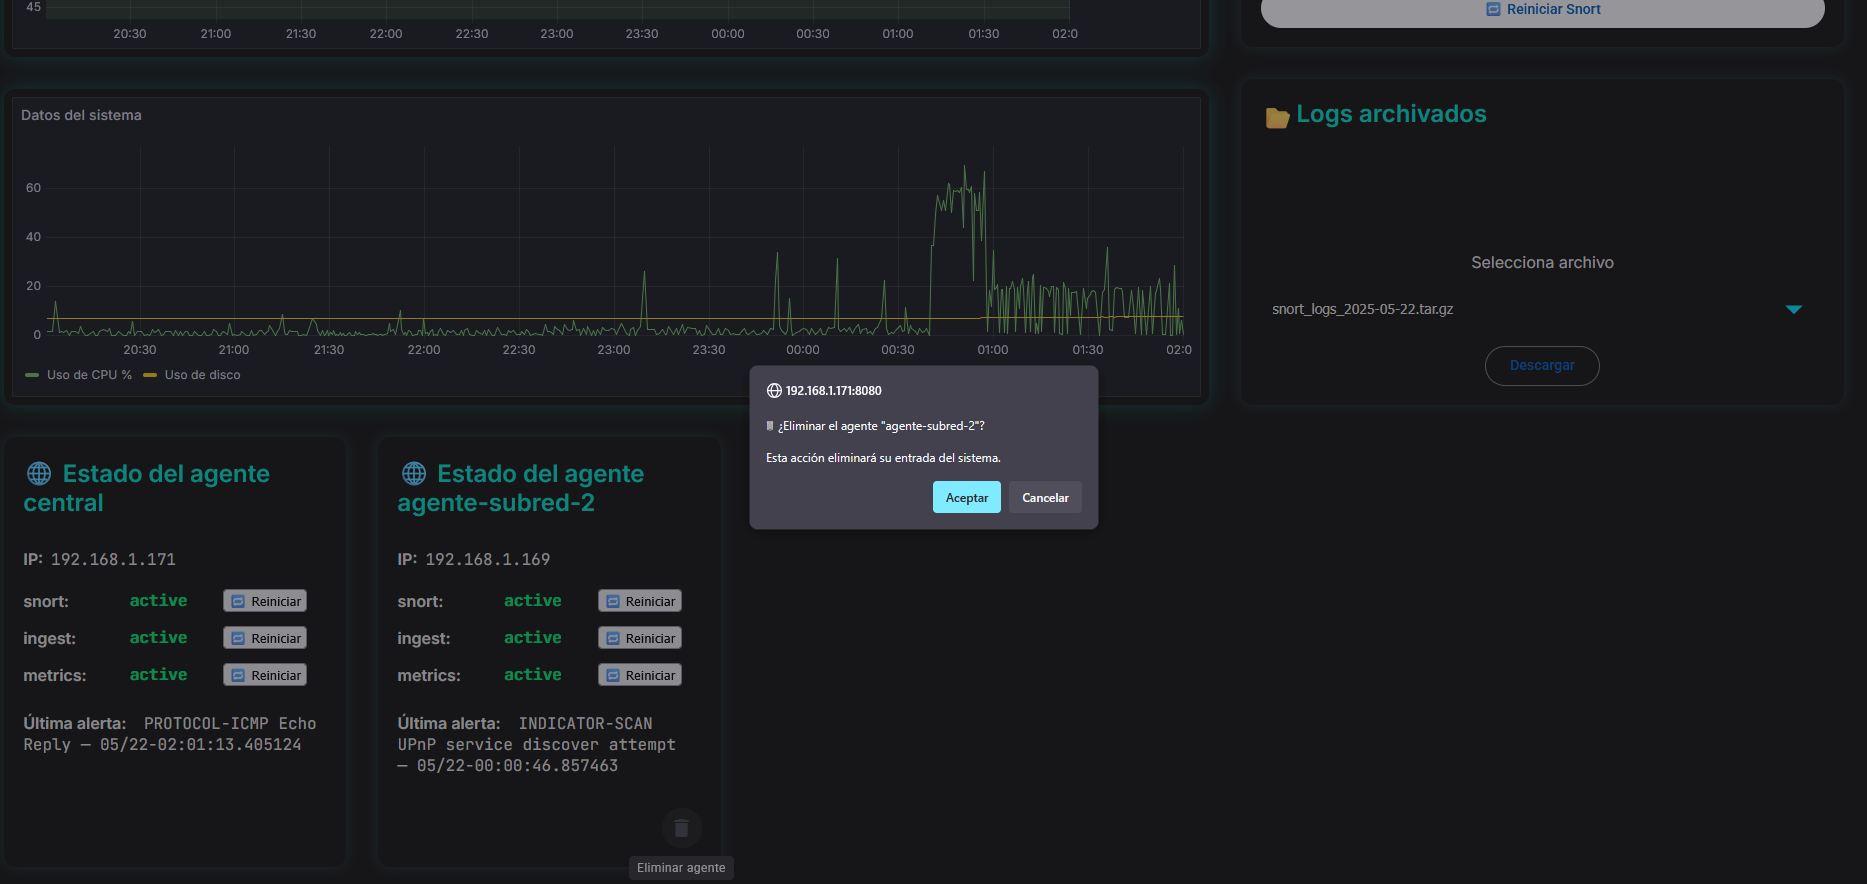 45
20:30 21:00 21:30 22:00 22:30 23:00 23:30 00:00 00:30 01:00 01:30 02:0
Reiniciar Snort
Datos del sistema
60
40
20
0
20:30 21:00 21:30 22:00 22:30 23:00 23:30 00:00 00:30 01:00 01:30 02:0
Uso de CPU % Uso de disco
Logs archivados
Selecciona archivo
snort_logs_2025-05-22.tar.gz
Descargar
192.168.1.171:8080
¿Eliminar el agente "agente-subred-2"?
Esta acción eliminará su entrada del sistema.
Aceptar Cancelar
Estado del agente
central
IP: 192.168.1.171
snort: active Reiniciar
ingest: active Reiniciar
metrics: active Reiniciar
Última alerta: PROTOCOL-ICMP Echo
Reply — 05/22-02:01:13.405124
Estado del agente
agente-subred-2
IP: 192.168.1.169
snort: active Reiniciar
ingest: active Reiniciar
metrics: active Reiniciar
Última alerta: INDICATOR-SCAN
UPnP service discover attempt
— 05/22-00:00:46.857463
Eliminar agente